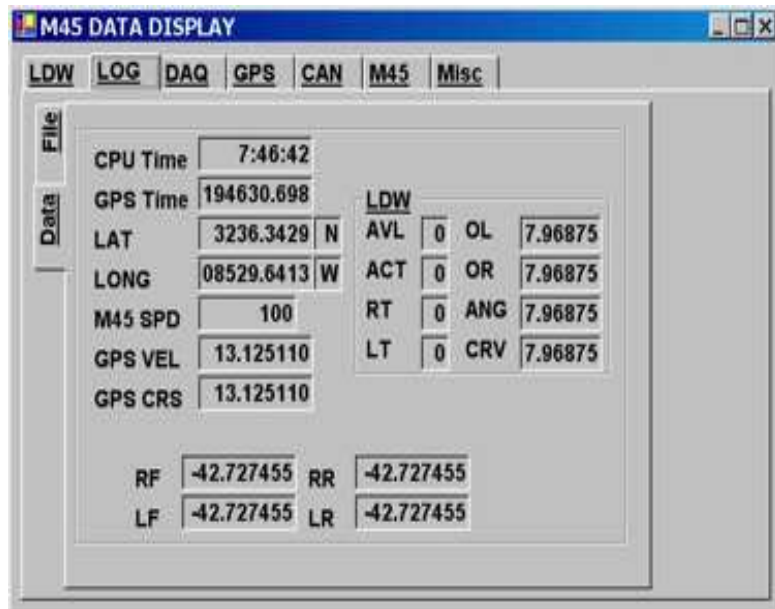 M45 DATA DISPLAY
LDW LOG DAQ GPS CAN M45 Misc
File
Data
CPU Time 7:46:42
GPS Time 194630.698
LAT 3236.3429 N
LONG 08529.6413 W
M45 SPD 100
GPS VEL 13.125110
GPS CRS 13.125110
LDW
AVL 0 OL 7.96875
ACT 0 OR 7.96875
RT 0 ANG 7.96875
LT 0 CRV 7.96875
RF -42.727455 RR -42.727455
LF -42.727455 LR -42.727455